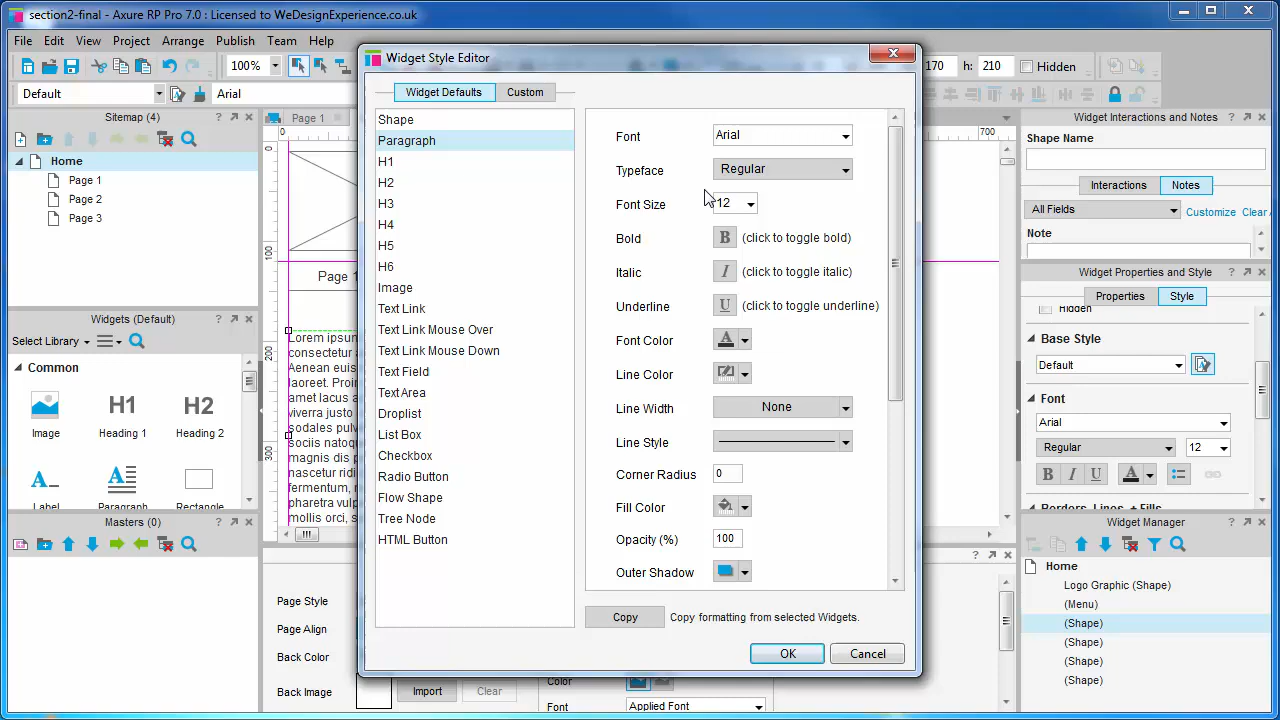 section2-final - Axure RP Pro 7.0 : Licensed to WeDesignExperience.co.uk
File Edit View Project Arrange Publish Team Help
100% 170 h: 210 Hidden
Default Arial
Sitemap (4)
Home
Page 1
Page 2
Page 3
Widgets (Default)
Select Library
Common
Image Heading 1 Heading 2
H1 H2
Label Paragraph Rectangle
Masters (0)
Page 1
0 700
0
100
200
300
Page 1
Lorem ipsum
consectetur a
Aenean euis
laoreet. Proin
amet lacus a
viverra justo
sodales pulv
sociis natoqu
magnis dis p
nascetur ridi
fermentum,
pharetra vulp
mollis orci, s
Page Style
Page Align
Back Color
Back Image Import Clear
Color
Font Applied Font
Widget Style Editor
Widget Defaults Custom
Shape
Paragraph
H1
H2
H3
H4
H5
H6
Image
Text Link
Text Link Mouse Over
Text Link Mouse Down
Text Field
Text Area
Droplist
List Box
Checkbox
Radio Button
Flow Shape
Tree Node
HTML Button
Font Arial
Typeface Regular
Font Size 12
Bold B (click to toggle bold)
Italic I (click to toggle italic)
Underline U (click to toggle underline)
Font Color A
Line Color
Line Width None
Line Style
Corner Radius 0
Fill Color
Opacity (%) 100
Outer Shadow
Copy Copy formatting from selected Widgets.
OK Cancel
Widget Interactions and Notes
Shape Name
Interactions Notes
All Fields Customize Clear
Note
Widget Properties and Style
Properties Style
Hidden
Base Style
Default
Font
Arial
Regular 12
B I U A
Borders, Lines, + Fills
Widget Manager
Home
Logo Graphic (Shape)
(Menu)
(Shape)
(Shape)
(Shape)
(Shape)